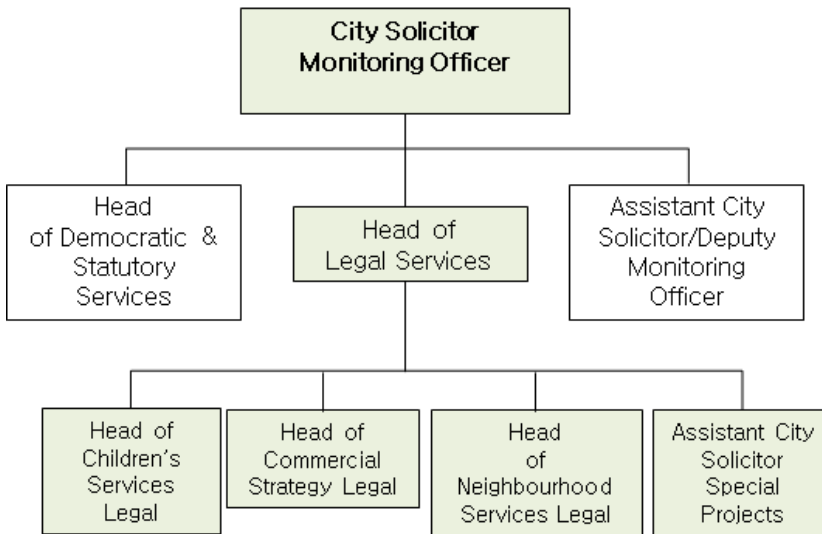 City Solicitor
Monitoring Officer
Head
of Democratic &
Statutory
Services
Head of
Legal Services
Assistant City
Solicitor/Deputy
Monitoring
Officer
Head of
Children's
Services
Legal
Head of
Commercial
Strategy Legal
Head
of
Neighbourhood
Services Legal
Assistant City
Solicitor
Special
Projects